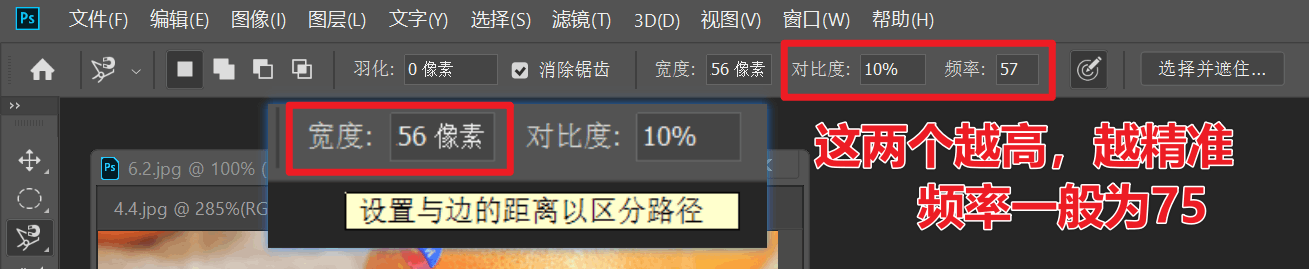 Ps 文件(F) 编辑(E) 图像(I) 图层(L) 文字(Y) 选择(S) 滤镜(T) 3D(D) 视图(V) 窗口(W) 帮助(H)
羽化: 0 像素 消除锯齿 宽度: 56 像素 对比度: 10% 频率: 57 选择并遮住...
宽度: 56 像素 对比度: 10%
设置与边的距离以区分路径
这两个越高，越精准
频率一般为75
Ps 6.2.jpg @ 100% (
4.4.jpg @ 285%(RG